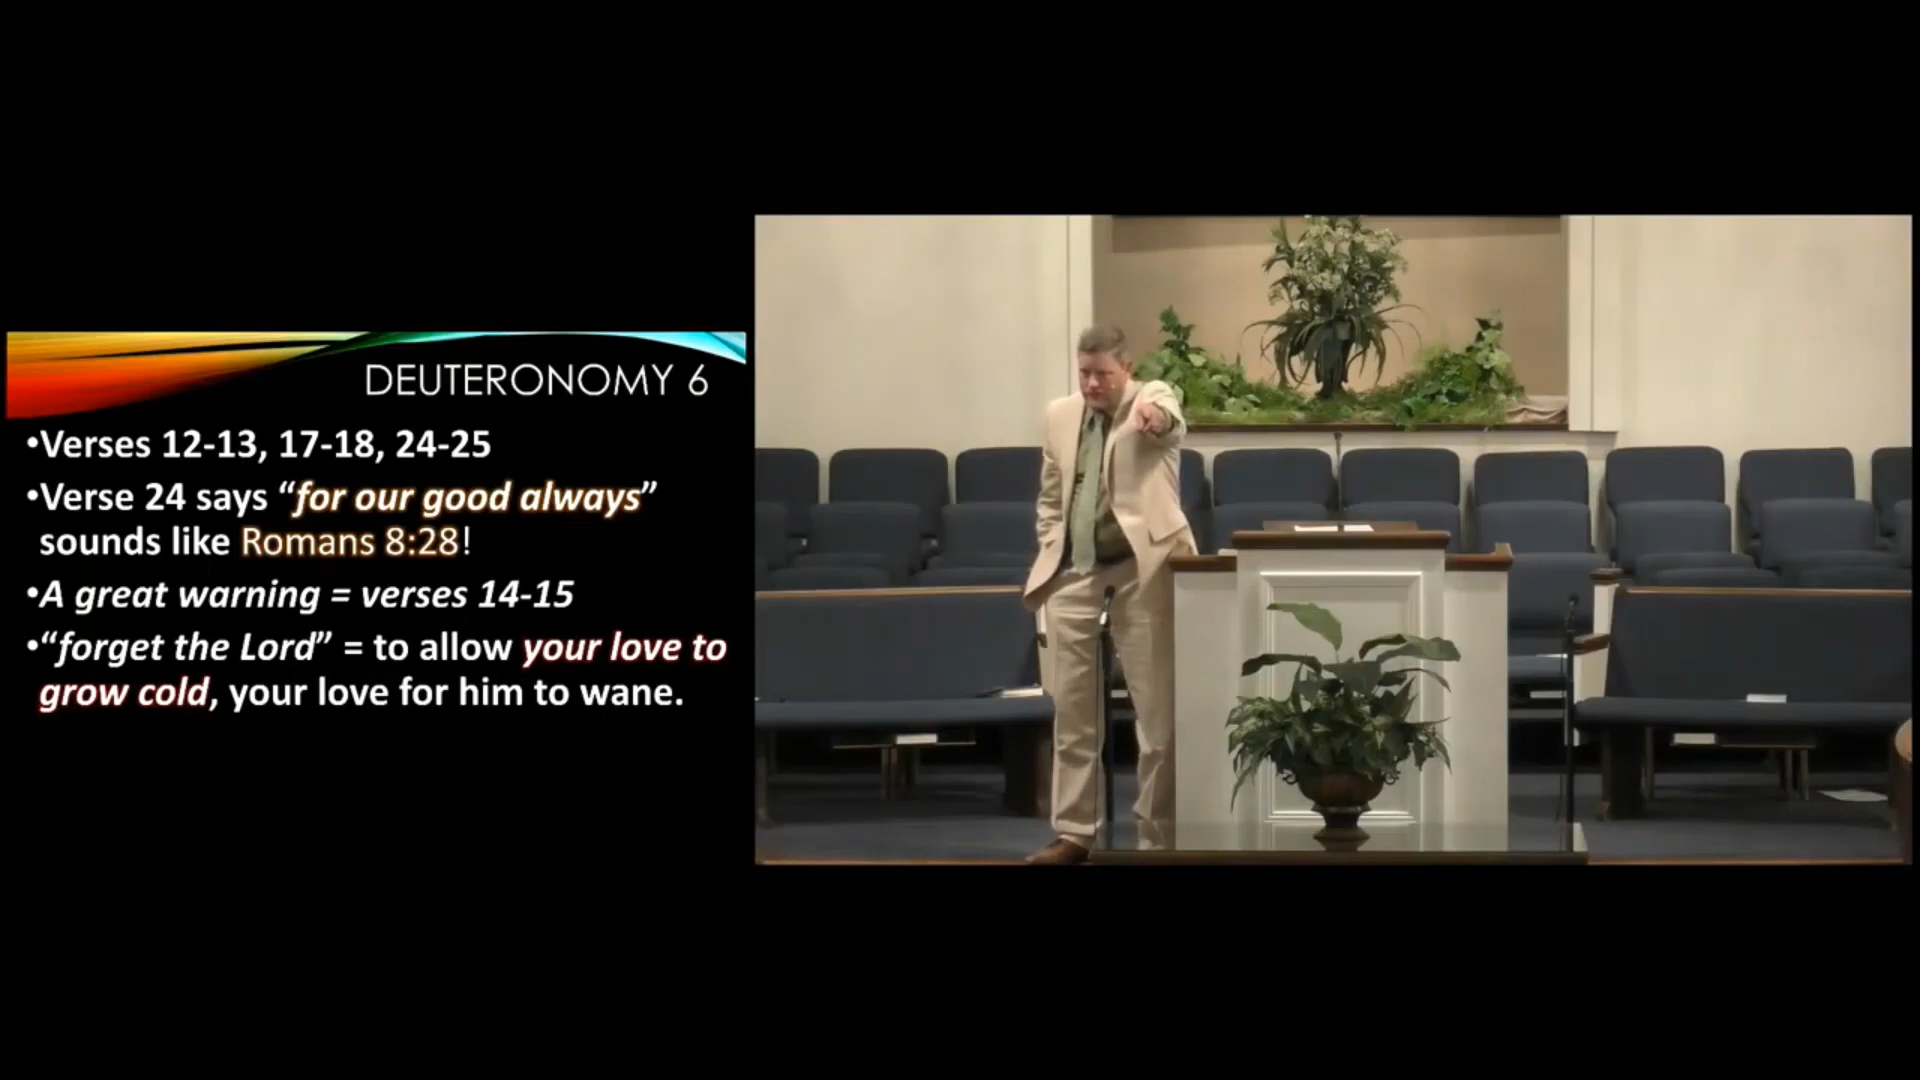 DEUTERONOMY 6
•Verses 12-13, 17-18, 24-25
•Verse 24 says “for our good always”
sounds like Romans 8:28!
•A great warning = verses 14-15
•“forget the Lord” = to allow your love to
grow cold, your love for him to wane.